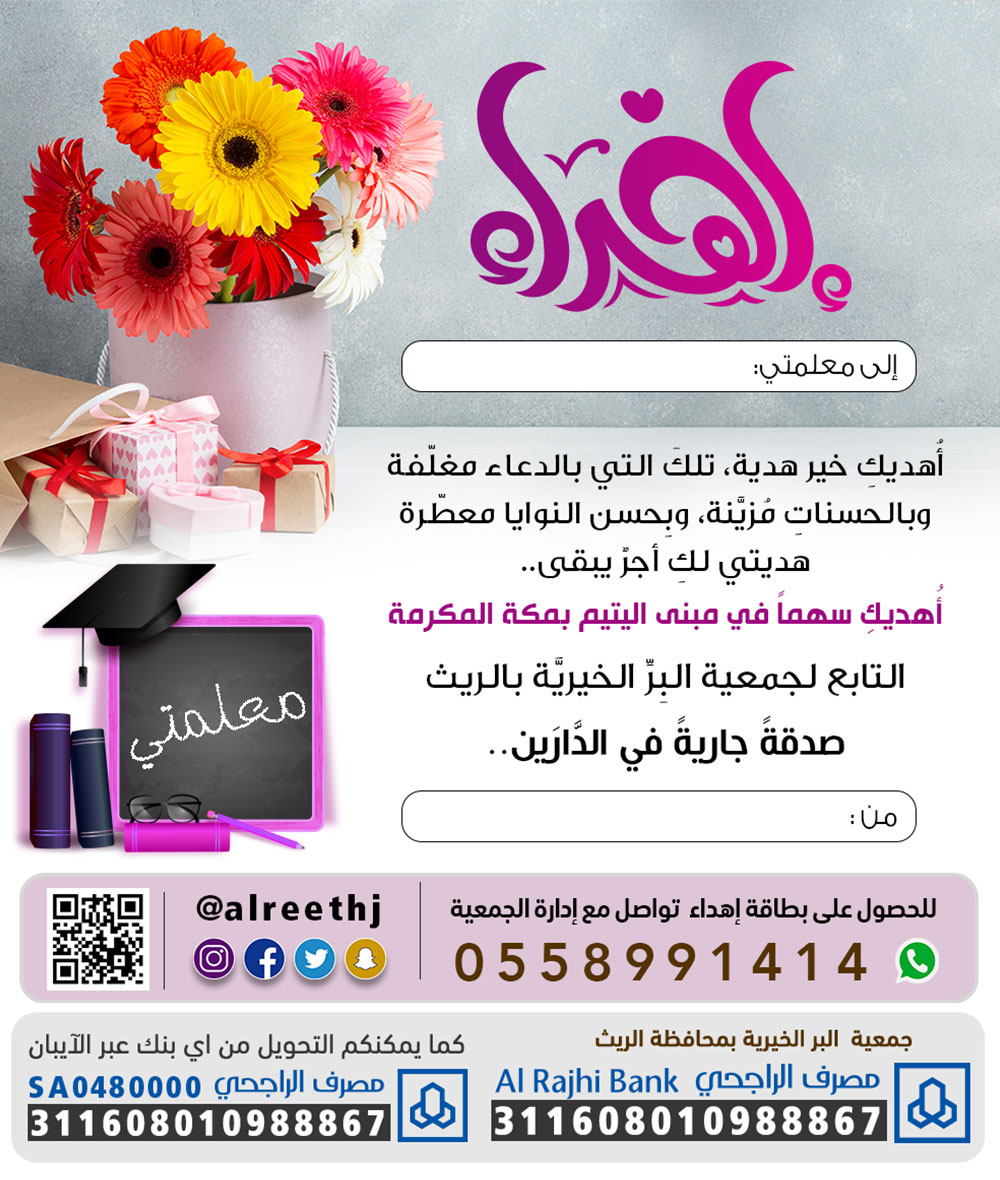 إهداء
إلى معلمتي:
أُهديكِ خير هدية، تلكَ التي بالدعاء مغلّفة
وبالحسناتِ مُزيَّنة، وبِحسن النوايا معطّرة
هديتي لكِ أجرٌ يبقى..
أُهديكِ سهماً في مبنى اليتيم بمكة المكرمة
التابع لجمعية البِرِّ الخيريَّة بالريث
صدقةً جاريةً في الدَّارَين..
معلمتي
من :
للحصول على بطاقة إهداء تواصل مع إدارة الجمعية
0558991414
@alreethj
جمعية البر الخيرية بمحافظة الريث
مصرف الراجحي Al Rajhi Bank
311608010988867
كما يمكنكم التحويل من اي بنك عبر الآيبان
مصرف الراجحي SA0480000
311608010988867